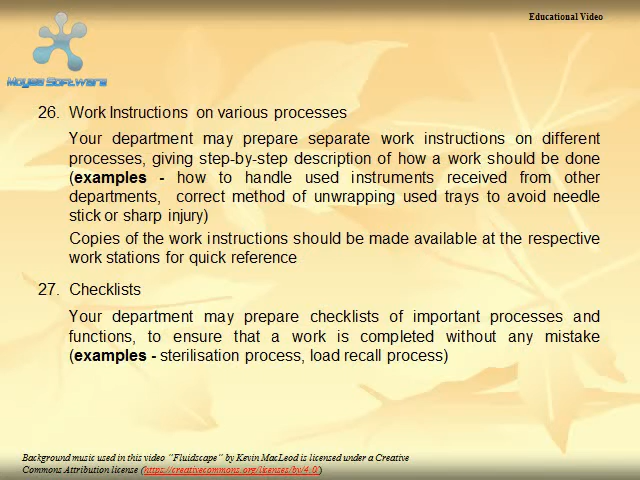 Educational Video
Moyea Software
26. Work Instructions on various processes
Your department may prepare separate work instructions on different
processes, giving step-by-step description of how a work should be done
(examples - how to handle used instruments received from other
departments, correct method of unwrapping used trays to avoid needle
stick or sharp injury)
Copies of the work instructions should be made available at the respective
work stations for quick reference
27. Checklists
Your department may prepare checklists of important processes and
functions, to ensure that a work is completed without any mistake
(examples - sterilisation process, load recall process)
Background music used in this video "Fluidscape" by Kevin MacLeod is licensed under a Creative
Commons Attribution license (https://creativecommons.org/licenses/by/4.0/)